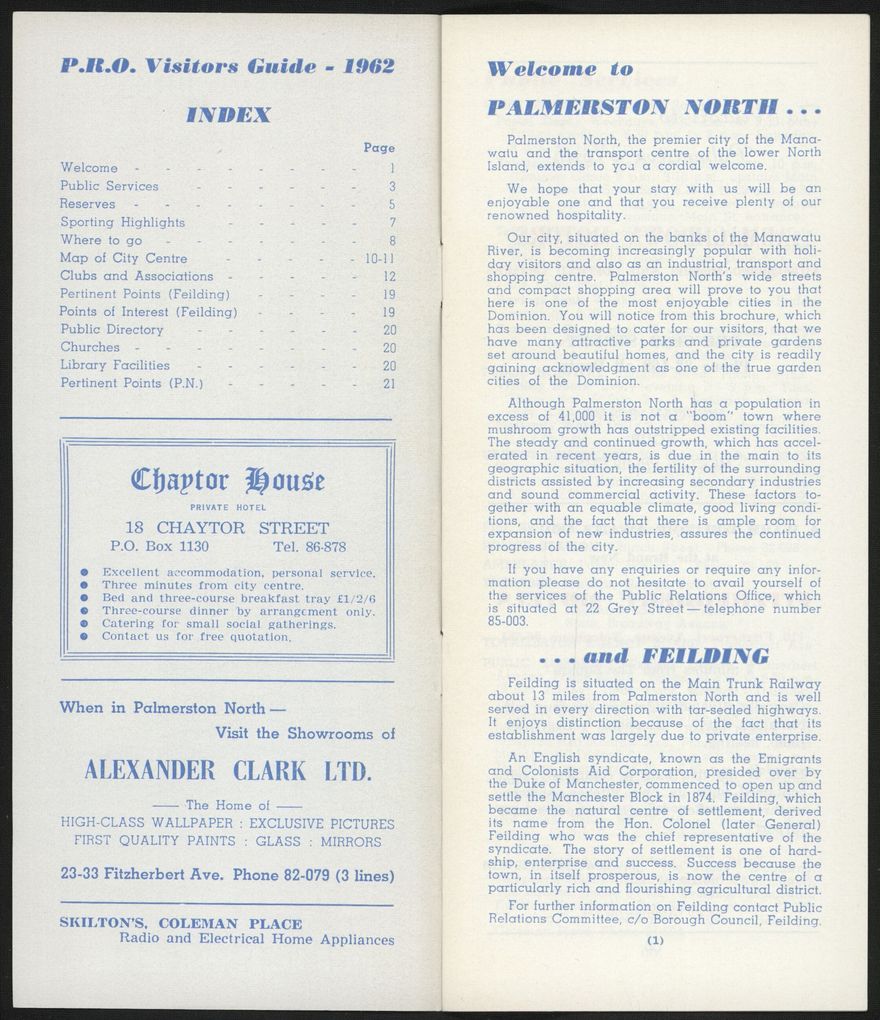 P.R.O. Visitors Guide - 1962
INDEX
Page
Welcome - - - - - - - - 1
Public Services - - - - - - 3
Reserves - - - - - - - - 5
Sporting Highlights - - - - - 7
Where to go - - - - - - - 8
Map of City Centre - - - - - 10-11
Clubs and Associations - - - - - 12
Pertinent Points (Feilding) - - - - 19
Points of Interest (Feilding) - - - - 19
Public Directory - - - - - - 20
Churches - - - - - - - - 20
Library Facilities - - - - - - 20
Pertinent Points (P.N.) - - - - - 21
Chaytor House
PRIVATE HOTEL
18 CHAYTOR STREET
P.O. Box 1130 Tel. 86-878
● Excellent accommodation, personal service.
● Three minutes from city centre.
● Bed and three-course breakfast tray £1/2/6
● Three-course dinner by arrangement only.
● Catering for small social gatherings.
● Contact us for free quotation.
When in Palmerston North —
Visit the Showrooms of
ALEXANDER CLARK LTD.
— The Home of —
HIGH-CLASS WALLPAPER : EXCLUSIVE PICTURES
FIRST QUALITY PAINTS : GLASS : MIRRORS
23-33 Fitzherbert Ave. Phone 82-079 (3 lines)
SKILTON'S, COLEMAN PLACE
Radio and Electrical Home Appliances
Welcome to
PALMERSTON NORTH . . .
Palmerston North, the premier city of the Mana-
watu and the transport centre of the lower North
Island, extends to you a cordial welcome.
We hope that your stay with us will be an
enjoyable one and that you receive plenty of our
renowned hospitality.
Our city, situated on the banks of the Manawatu
River, is becoming increasingly popular with holi-
day visitors and also as an industrial, transport and
shopping centre. Palmerston North's wide streets
and compact shopping area will prove to you that
here is one of the most enjoyable cities in the
Dominion. You will notice from this brochure, which
has been designed to cater for our visitors, that we
have many attractive parks and private gardens
set around beautiful homes, and the city is readily
gaining acknowledgment as one of the true garden
cities of the Dominion.
Although Palmerston North has a population in
excess of 41,000 it is not a "boom" town where
mushroom growth has outstripped existing facilities.
The steady and continued growth, which has accel-
erated in recent years, is due in the main to its
geographic situation, the fertility of the surrounding
districts assisted by increasing secondary industries
and sound commercial activity. These factors to-
gether with an equable climate, good living condi-
tions, and the fact that there is ample room for
expansion of new industries, assures the continued
progress of the city.
If you have any enquiries or require any infor-
mation please do not hesitate to avail yourself of
the services of the Public Relations Office, which
is situated at 22 Grey Street — telephone number
85-003.
. . . and FEILDING
Feilding is situated on the Main Trunk Railway
about 13 miles from Palmerston North and is well
served in every direction with tar-sealed highways.
It enjoys distinction because of the fact that its
establishment was largely due to private enterprise.
An English syndicate, known as the Emigrants
and Colonists Aid Corporation, presided over by
the Duke of Manchester, commenced to open up and
settle the Manchester Block in 1874. Feilding, which
became the natural centre of settlement, derived
its name from the Hon. Colonel (later General)
Feilding who was the chief representative of the
syndicate. The story of settlement is one of hard-
ship, enterprise and success. Success because the
town, in itself prosperous, is now the centre of a
particularly rich and flourishing agricultural district.
For further information on Feilding contact Public
Relations Committee, c/o Borough Council, Feilding.
(1)